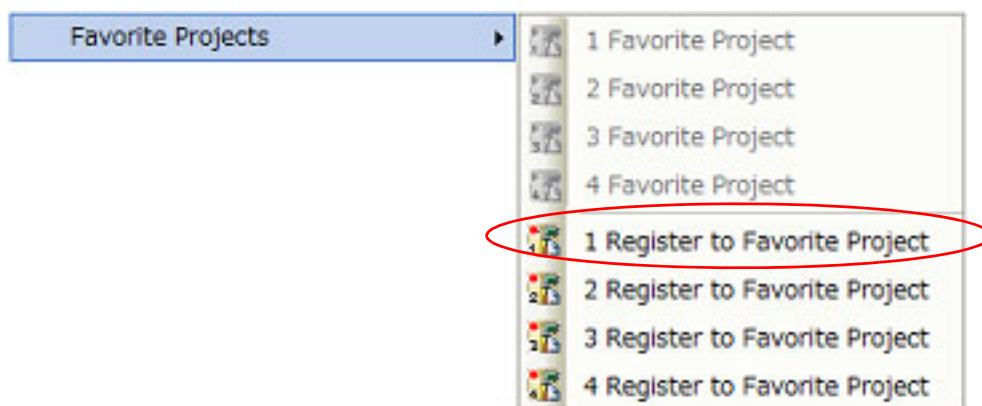 Favorite Projects
1 Favorite Project
2 Favorite Project
3 Favorite Project
4 Favorite Project
1 Register to Favorite Project
2 Register to Favorite Project
3 Register to Favorite Project
4 Register to Favorite Project